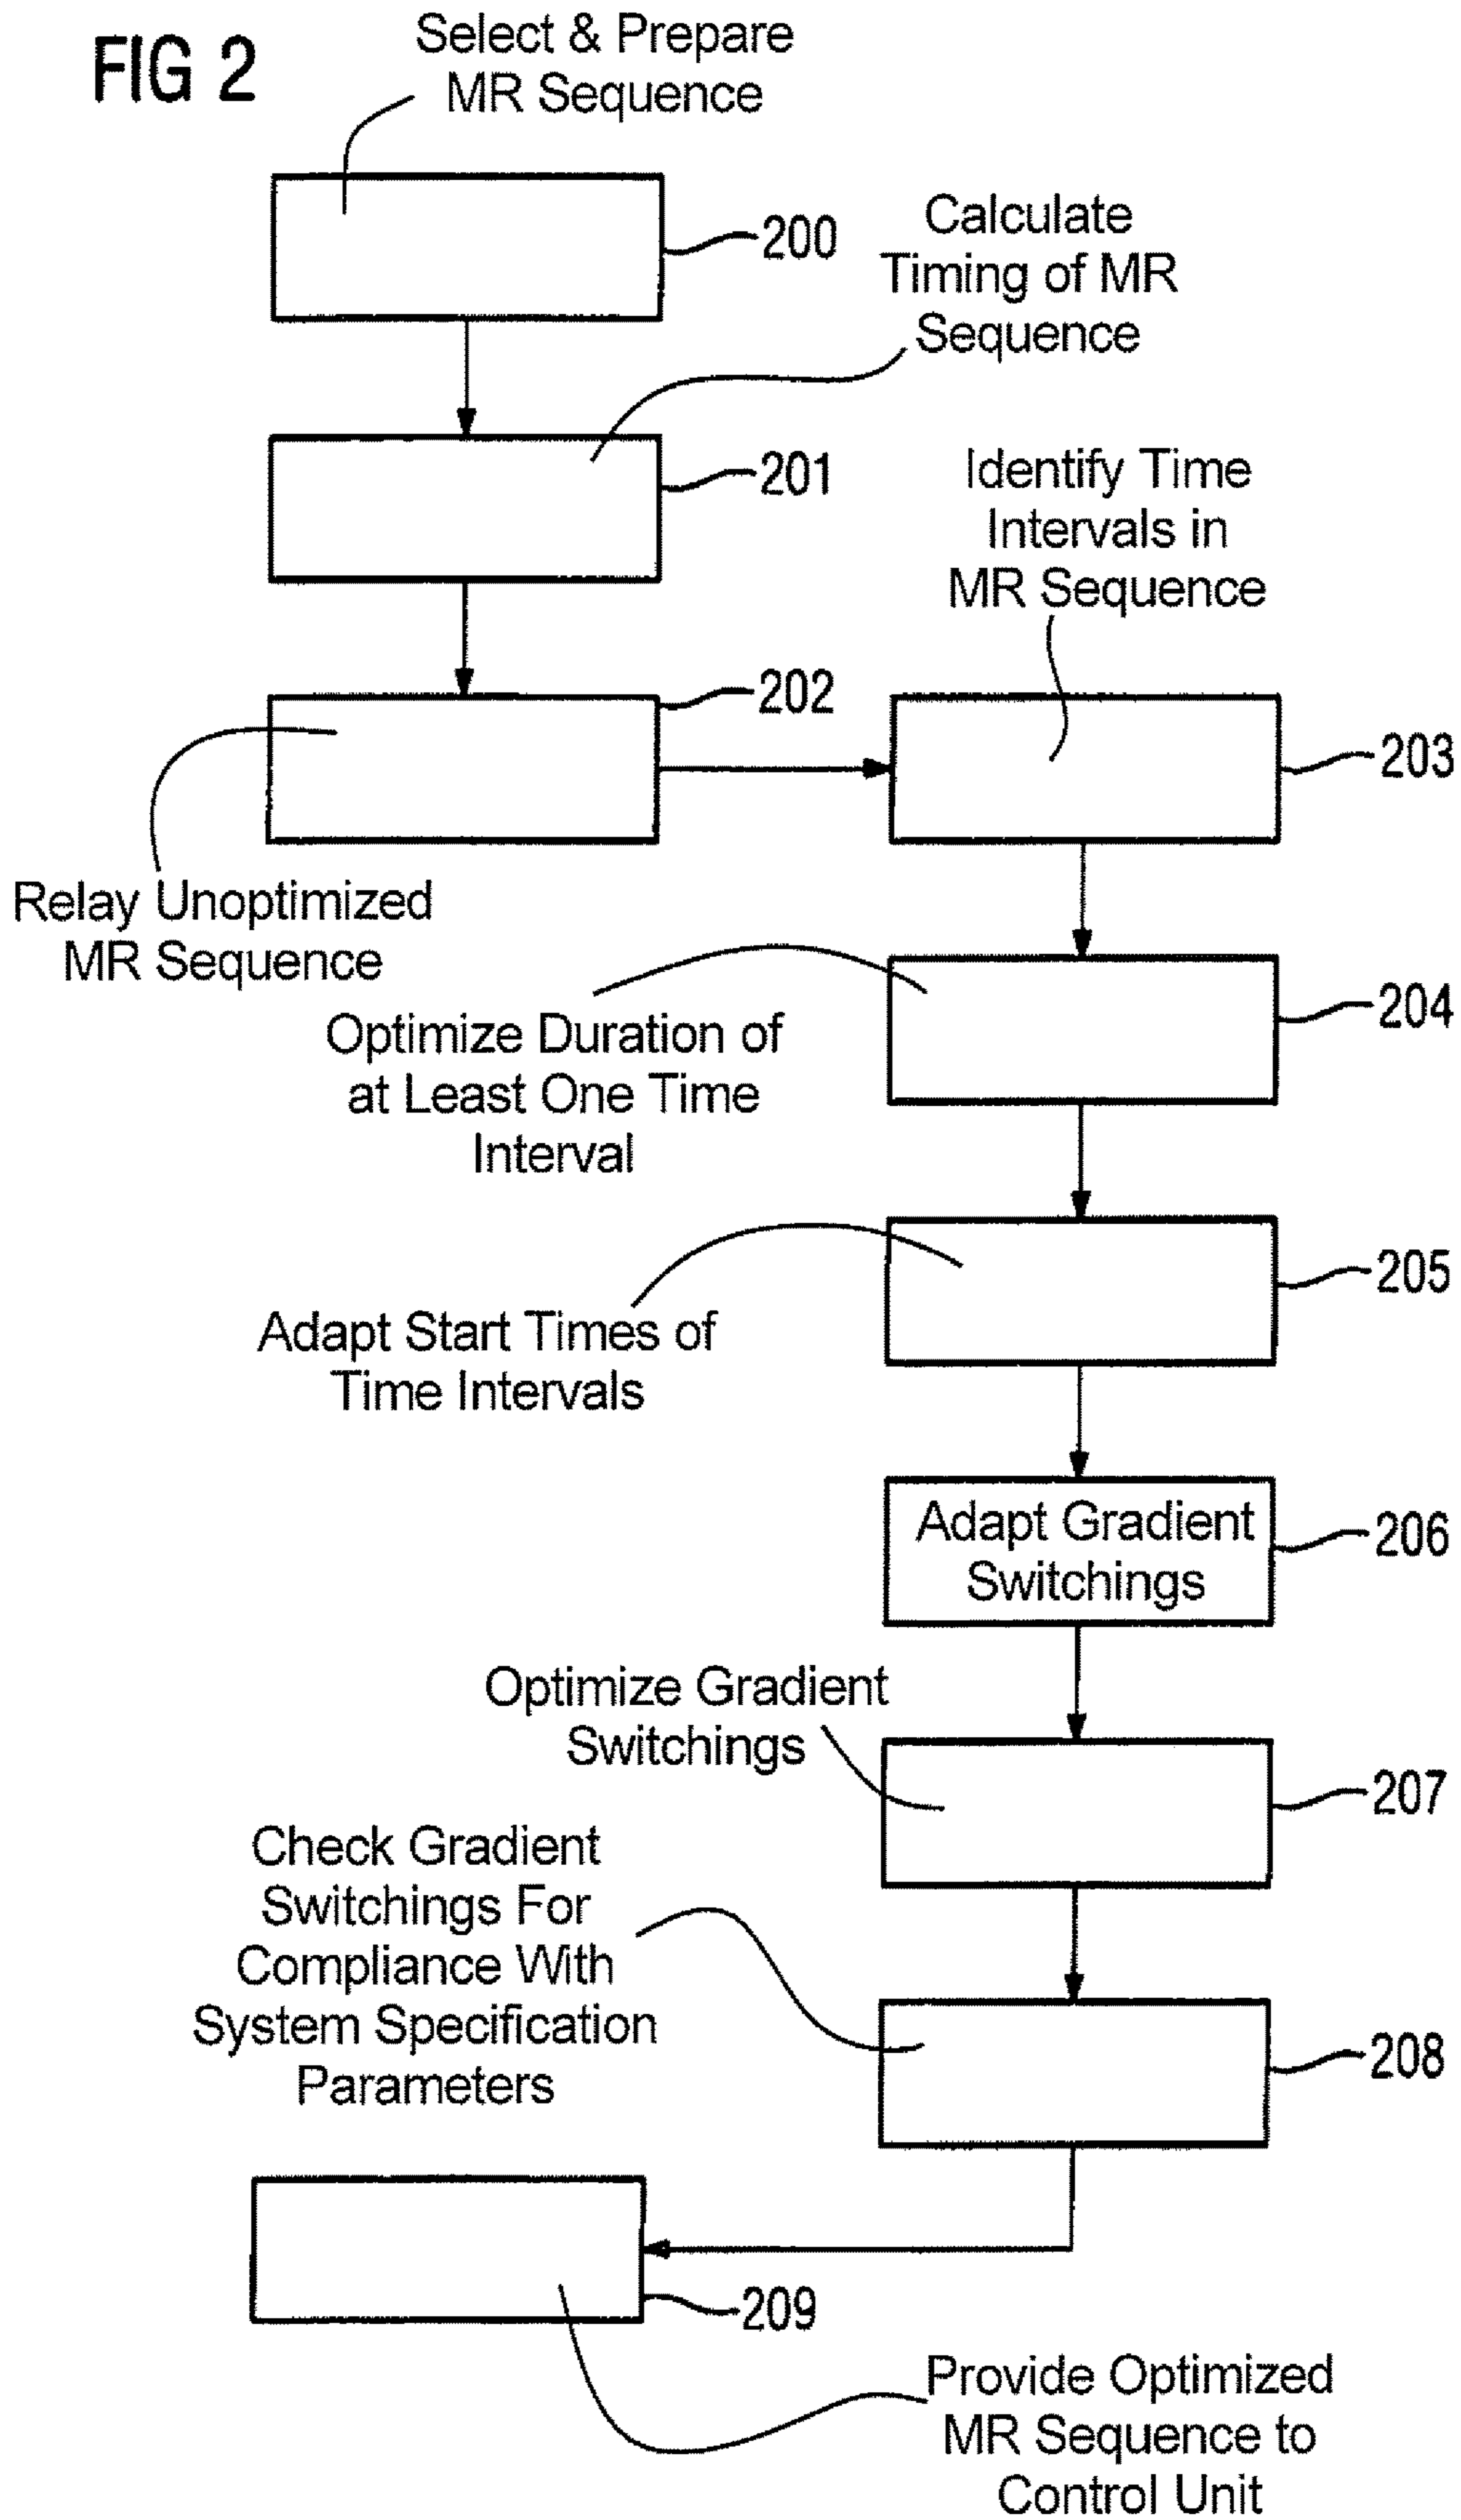 FIG 2
Select & Prepare
MR Sequence
200
Calculate
Timing of MR
Sequence
201
Identify Time
Intervals in
MR Sequence
202
203
Relay Unoptimized
MR Sequence
204
Optimize Duration of
at Least One Time
Interval
205
Adapt Start Times of
Time Intervals
Adapt Gradient
Switchings
206
Optimize Gradient
Switchings
207
Check Gradient
Switchings For
Compliance With
System Specification
Parameters
208
209
Provide Optimized
MR Sequence to
Control Unit